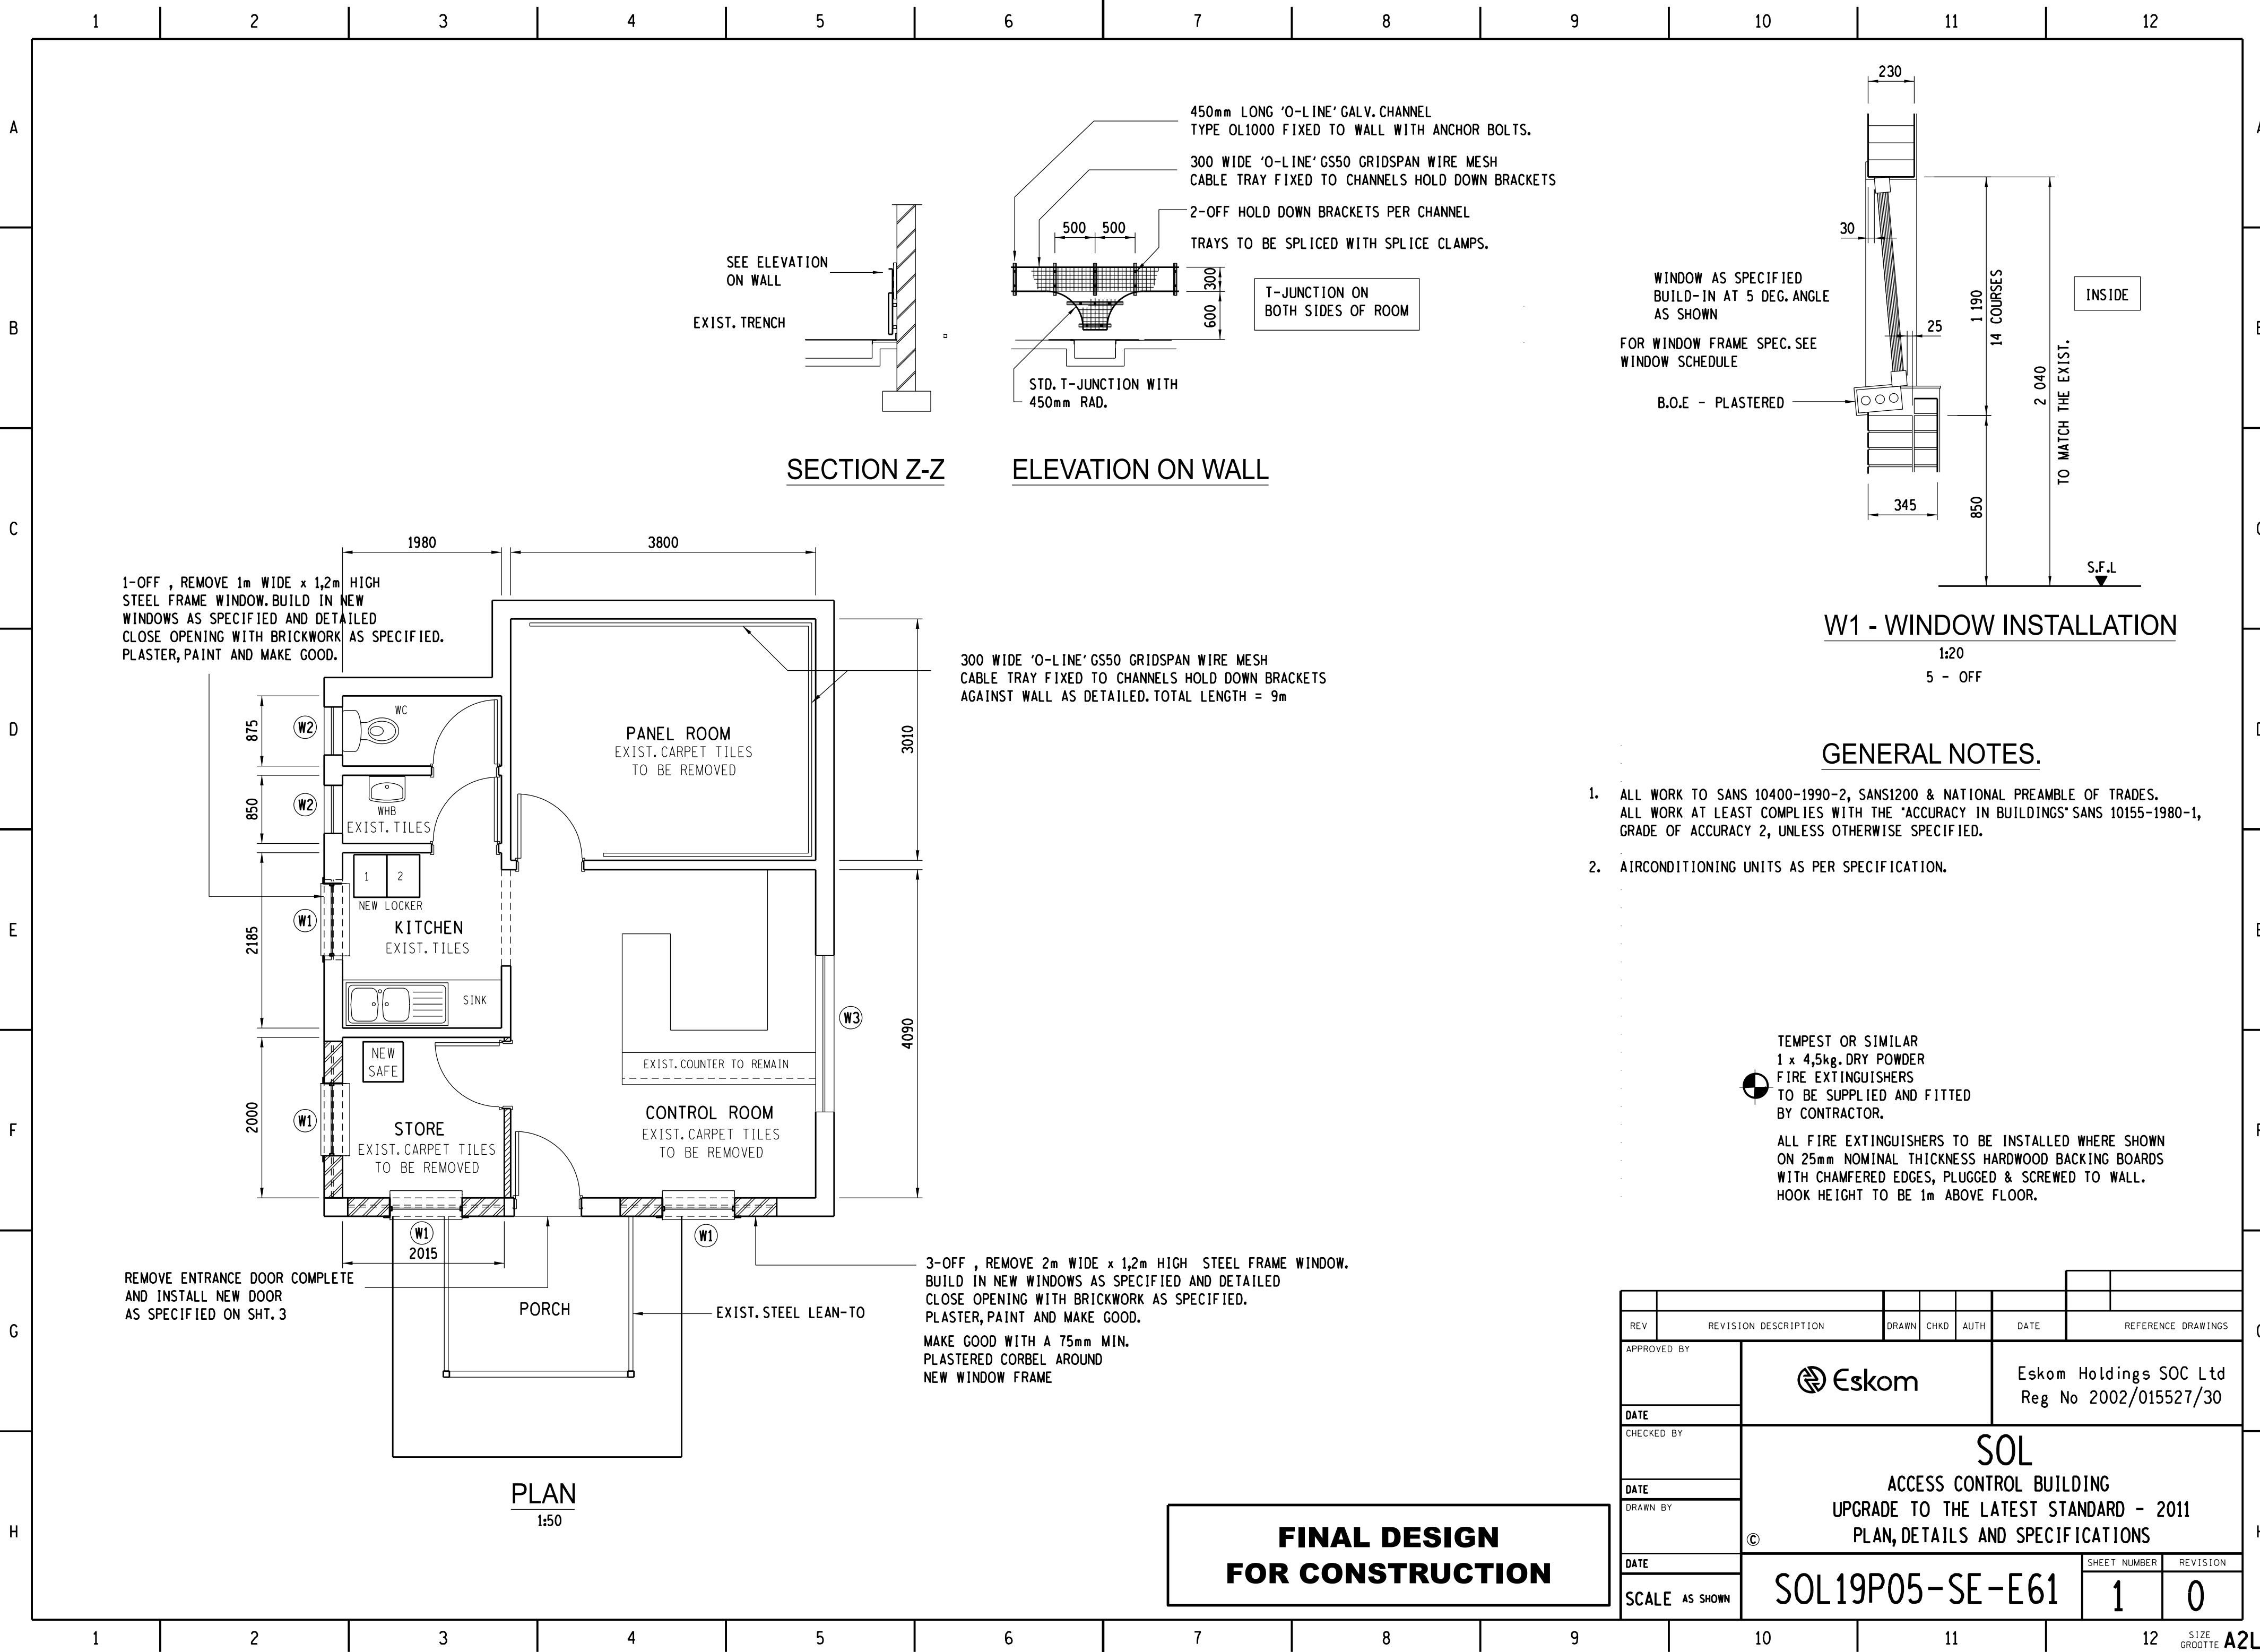 1 2 3 4 5 6 7 8 9 10 11 12
A
B
C
D
E
F
G
H
450mm LONG 'O-LINE' GALV. CHANNEL
TYPE OL1000 FIXED TO WALL WITH ANCHOR BOLTS.
300 WIDE 'O-LINE' GS50 GRIDSPAN WIRE MESH
CABLE TRAY FIXED TO CHANNELS HOLD DOWN BRACKETS
2-OFF HOLD DOWN BRACKETS PER CHANNEL
TRAYS TO BE SPLICED WITH SPLICE CLAMPS.
500 500
300
600
SEE ELEVATION
ON WALL
EXIST. TRENCH
T-JUNCTION ON
BOTH SIDES OF ROOM
STD. T-JUNCTION WITH
450mm RAD.
SECTION Z-Z
ELEVATION ON WALL
230
30
WINDOW AS SPECIFIED
BUILD-IN AT 5 DEG. ANGLE
AS SHOWN
FOR WINDOW FRAME SPEC. SEE
WINDOW SCHEDULE
B.O.E - PLASTERED
25
1 190
14 COURSES
2 040
TO MATCH THE EXIST.
INSIDE
345
850
S.F.L
W1 - WINDOW INSTALLATION
1:20
5 - OFF
1980
3800
1-OFF , REMOVE 1m WIDE x 1,2m HIGH
STEEL FRAME WINDOW. BUILD IN NEW
WINDOWS AS SPECIFIED AND DETAILED
CLOSE OPENING WITH BRICKWORK AS SPECIFIED.
PLASTER, PAINT AND MAKE GOOD.
300 WIDE 'O-LINE' GS50 GRIDSPAN WIRE MESH
CABLE TRAY FIXED TO CHANNELS HOLD DOWN BRACKETS
AGAINST WALL AS DETAILED. TOTAL LENGTH = 9m
875
W2
WC
PANEL ROOM
EXIST. CARPET TILES
TO BE REMOVED
3010
850
W2
WHB
EXIST. TILES
1 2
NEW LOCKER
2185
W1
KITCHEN
EXIST. TILES
SINK
W3
4090
NEW
SAFE
EXIST. COUNTER TO REMAIN
2000
W1
STORE
EXIST. CARPET TILES
TO BE REMOVED
CONTROL ROOM
EXIST. CARPET TILES
TO BE REMOVED
W1
2015
W1
REMOVE ENTRANCE DOOR COMPLETE
AND INSTALL NEW DOOR
AS SPECIFIED ON SHT. 3
PORCH
EXIST. STEEL LEAN-TO
3-OFF , REMOVE 2m WIDE x 1,2m HIGH STEEL FRAME WINDOW.
BUILD IN NEW WINDOWS AS SPECIFIED AND DETAILED
CLOSE OPENING WITH BRICKWORK AS SPECIFIED.
PLASTER, PAINT AND MAKE GOOD.
MAKE GOOD WITH A 75mm MIN.
PLASTERED CORBEL AROUND
NEW WINDOW FRAME
PLAN
1:50
GENERAL NOTES.
1. ALL WORK TO SANS 10400-1990-2, SANS1200 & NATIONAL PREAMBLE OF TRADES.
ALL WORK AT LEAST COMPLIES WITH THE "ACCURACY IN BUILDINGS" SANS 10155-1980-1,
GRADE OF ACCURACY 2, UNLESS OTHERWISE SPECIFIED.
2. AIRCONDITIONING UNITS AS PER SPECIFICATION.
TEMPEST OR SIMILAR
1 x 4,5kg. DRY POWDER
FIRE EXTINGUISHERS
TO BE SUPPLIED AND FITTED
BY CONTRACTOR.
ALL FIRE EXTINGUISHERS TO BE INSTALLED WHERE SHOWN
ON 25mm NOMINAL THICKNESS HARDWOOD BACKING BOARDS
WITH CHAMFERED EDGES, PLUGGED & SCREWED TO WALL.
HOOK HEIGHT TO BE 1m ABOVE FLOOR.
FINAL DESIGN
FOR CONSTRUCTION
REV REVISION DESCRIPTION DRAWN CHKD AUTH DATE REFERENCE DRAWINGS
APPROVED BY
DATE
Eskom
Eskom Holdings SOC Ltd
Reg No 2002/015527/30
CHECKED BY
DATE
DRAWN BY
DATE
SOL
ACCESS CONTROL BUILDING
UPGRADE TO THE LATEST STANDARD - 2011
© PLAN, DETAILS AND SPECIFICATIONS
SCALE AS SHOWN
SOL19P05-SE-E61
SHEET NUMBER
1
REVISION
0
A
B
C
D
E
F
G
H
1 2 3 4 5 6 7 8 9 10 11 12
SIZE
GROOTTE A2L